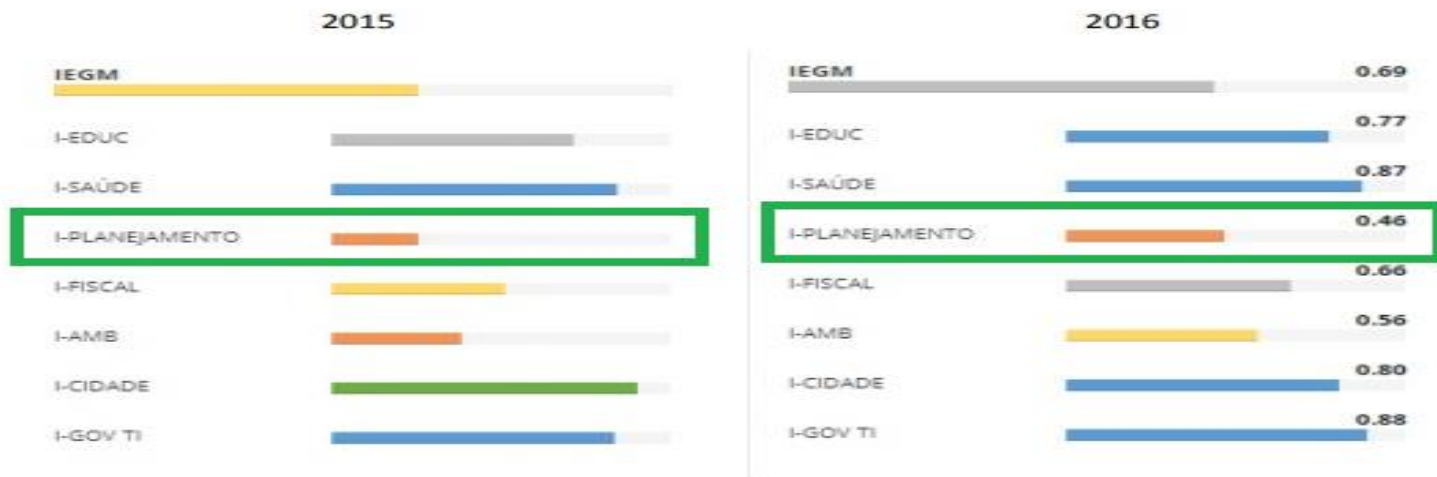 2015
IEGM
I-EDUC
I-SAÚDE
I-PLANEJAMENTO
I-FISCAL
I-AMB
I-CIDADE
I-GOV TI
2016
IEGM 0.69
I-EDUC 0.77
I-SAÚDE 0.87
I-PLANEJAMENTO 0.46
I-FISCAL 0.66
I-AMB 0.56
I-CIDADE 0.80
I-GOV TI 0.88